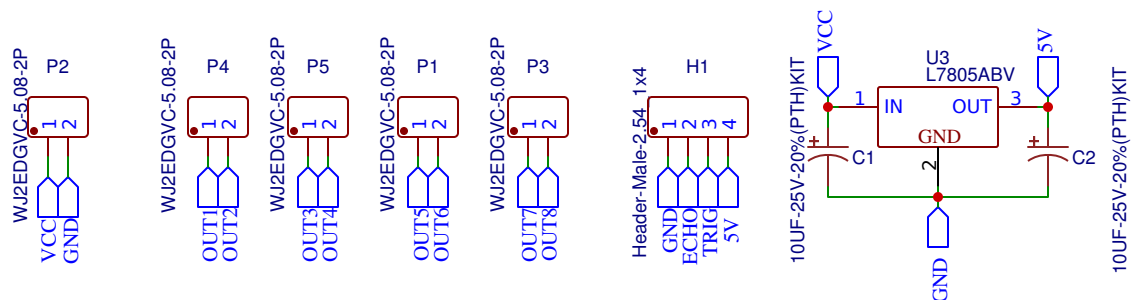 P2
WJ2EDGVC-5.08-2P
1
2
VCC
GND
P4
WJ2EDGVC-5.08-2P
1
2
OUT1
OUT2
P5
WJ2EDGVC-5.08-2P
1
2
OUT3
OUT4
P1
WJ2EDGVC-5.08-2P
1
2
OUT5
OUT6
P3
WJ2EDGVC-5.08-2P
1
2
OUT7
OUT8
H1
Header-Male-2.54_1x4
1
2
3
4
GND
ECHO
TRIG
5V
VCC
10UF-25V-20%(PTH)KIT
C1
U3
L7805ABV
1
IN
OUT
3
GND
2
GND
5V
C2
10UF-25V-20%(PTH)KIT